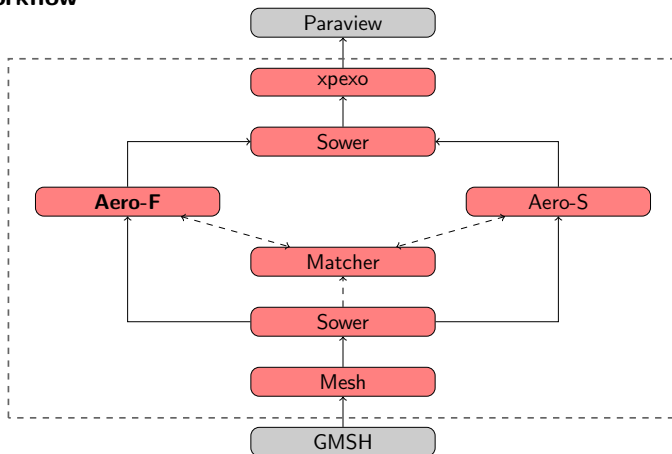 Paraview
xpexo
Sower
Aero-F
Aero-S
Matcher
Sower
Mesh
GMSH